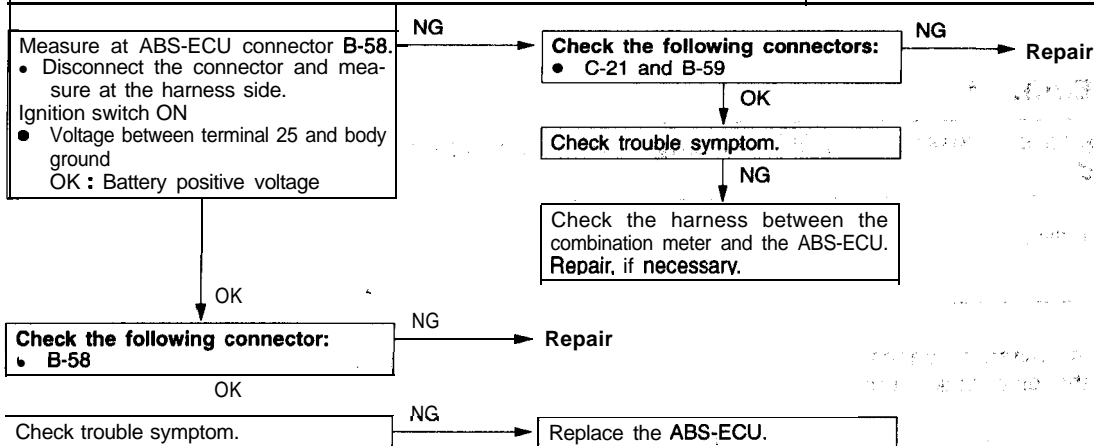 Measure at ABS-ECU connector B-58.
• Disconnect the connector and mea-
sure at the harness side.
Ignition switch ON
● Voltage between terminal 25 and body
ground
OK : Battery positive voltage
NG
Check the following connectors:
● C-21 and B-59
NG
Repair
OK
Check trouble symptom.
NG
Check the harness between the
combination meter and the ABS-ECU.
Repair, if necessary.
OK
Check the following connector:
• B-58
NG
Repair
OK
Check trouble symptom.
NG
Replace the ABS-ECU.